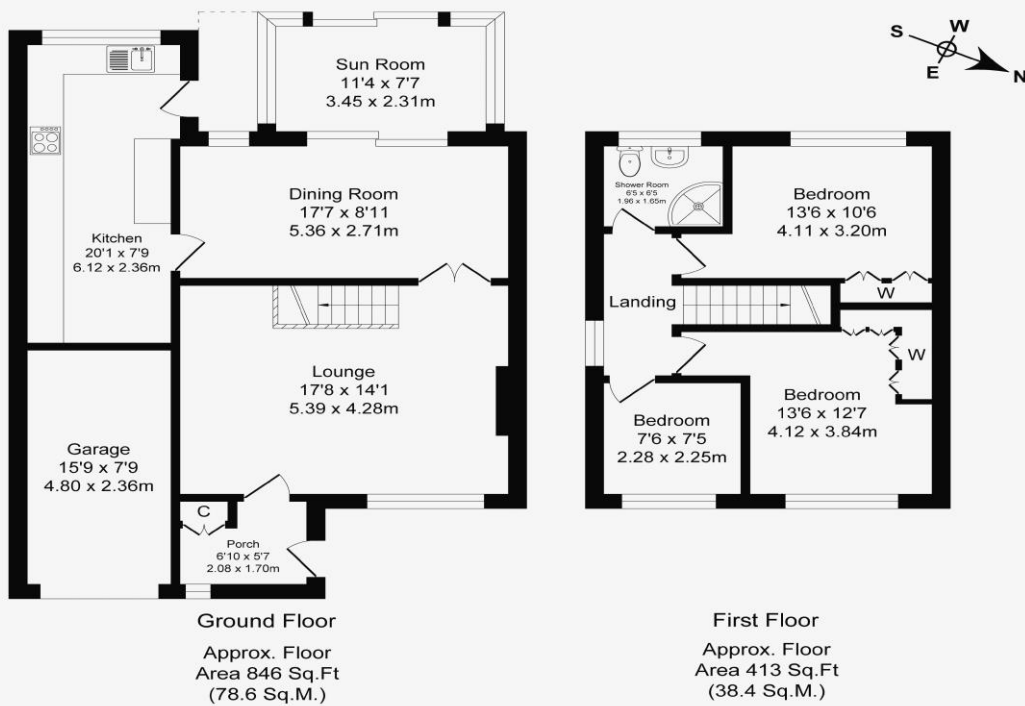 Sun Room
11'4 x 7'7
3.45 x 2.31m
S
W
E
N
Dining Room
17'7 x 8'11
5.36 x 2.71m
Kitchen
20'1 x 7'9
6.12 x 2.36m
Lounge
17'8 x 14'1
5.39 x 4.28m
Garage
15'9 x 7'9
4.80 x 2.36m
C
Porch
6'10 x 5'7
2.08 x 1.70m
Ground Floor
Approx. Floor
Area 846 Sq.Ft
(78.6 Sq.M.)
Shower Room
6'5 x 6'5
1.96 x 1.65m
Bedroom
13'6 x 10'6
4.11 x 3.20m
W
Landing
W
Bedroom
13'6 x 12'7
4.12 x 3.84m
Bedroom
7'6 x 7'5
2.28 x 2.25m
First Floor
Approx. Floor
Area 413 Sq.Ft
(38.4 Sq.M.)